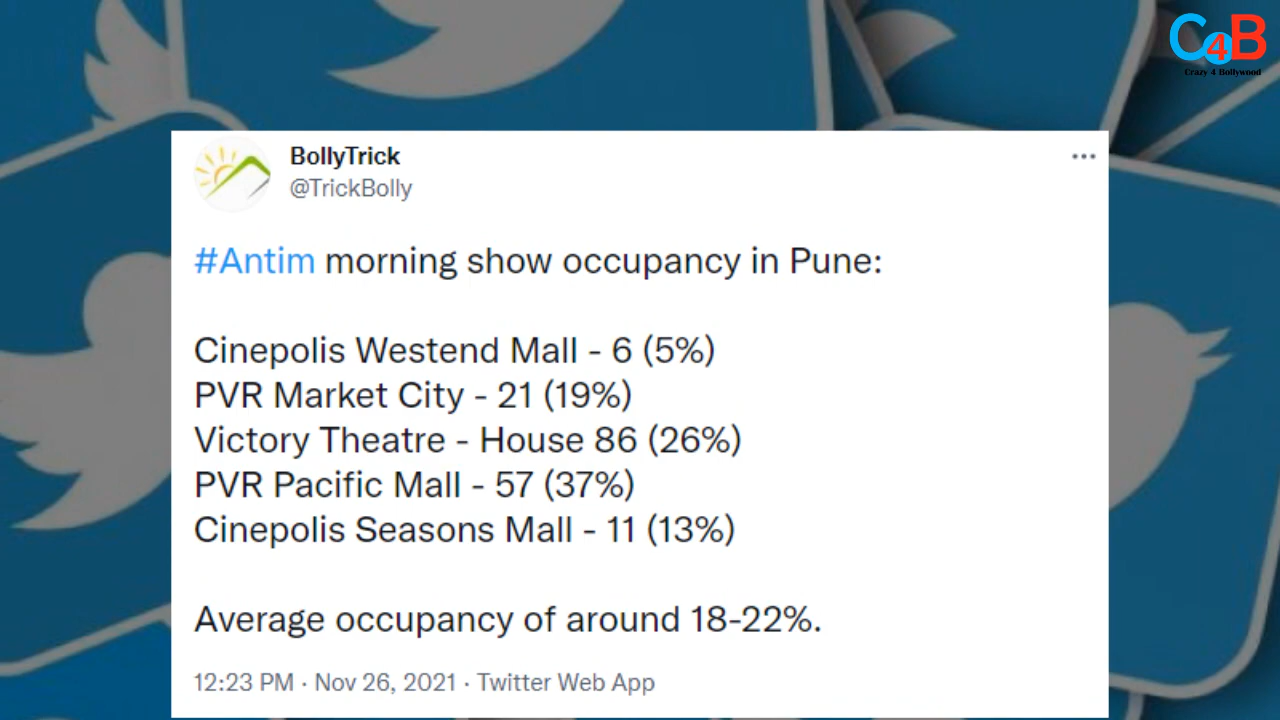 C4B
Crazy 4 Bollywood
BollyTrick
@TrickBolly
#Antim morning show occupancy in Pune:
Cinepolis Westend Mall - 6 (5%)
PVR Market City - 21 (19%)
Victory Theatre - House 86 (26%)
PVR Pacific Mall - 57 (37%)
Cinepolis Seasons Mall - 11 (13%)
Average occupancy of around 18-22%.
12:23 PM · Nov 26, 2021 · Twitter Web App